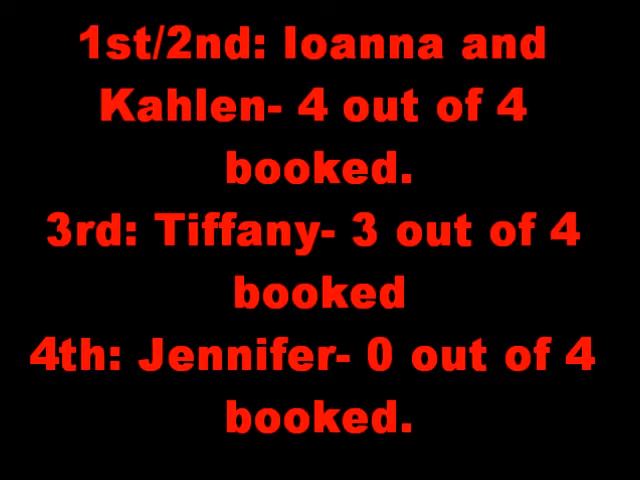 1st/2nd: Ioanna and
Kahlen- 4 out of 4
booked.
3rd: Tiffany- 3 out of 4
booked
4th: Jennifer- 0 out of 4
booked.